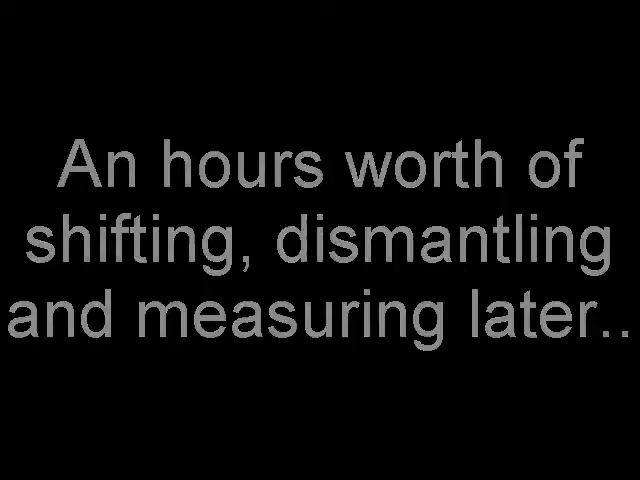 An hours worth of
shifting, dismantling
and measuring later..